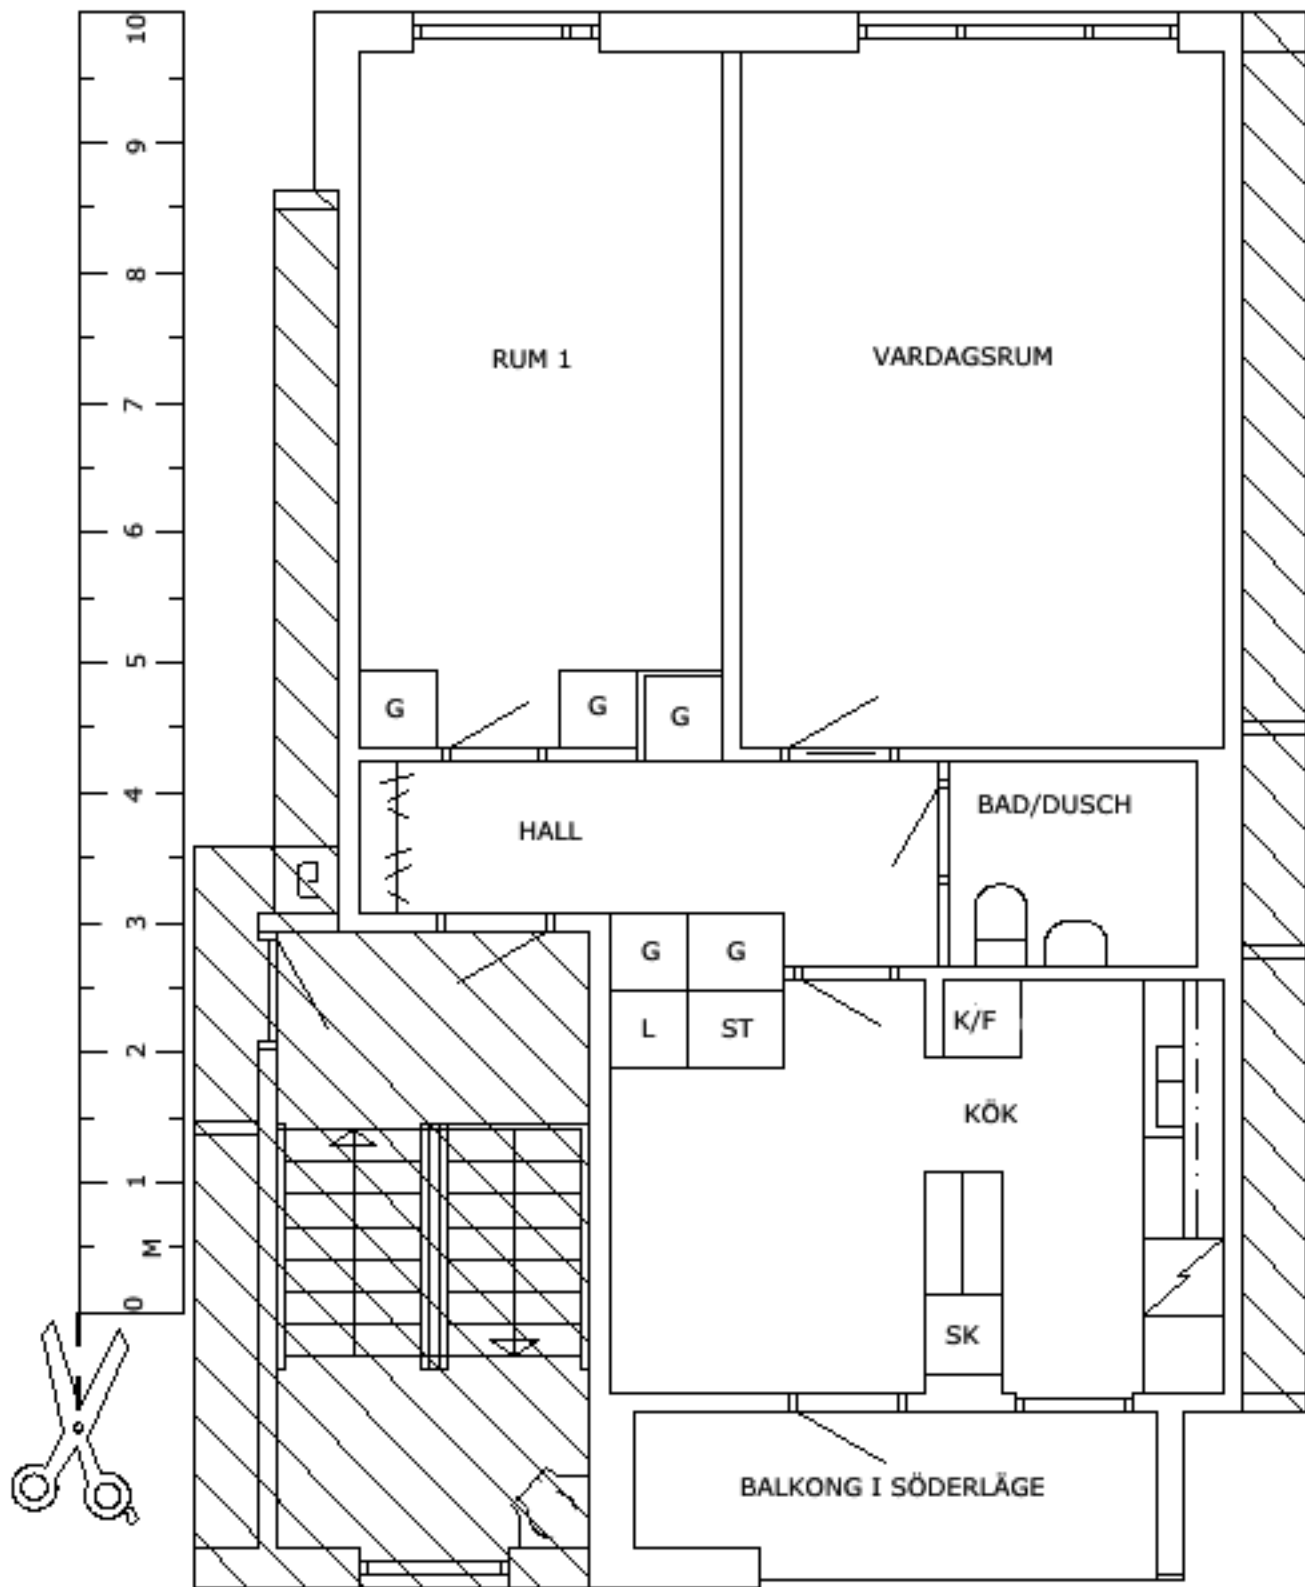 10
9
8
7
6
5
4
3
2
1
M
0
RUM 1
VARDAGSRUM
G
G
G
HALL
BAD/DUSCH
G
G
L
ST
K/F
KÖK
SK
BALKONG I SÖDERLÄGE